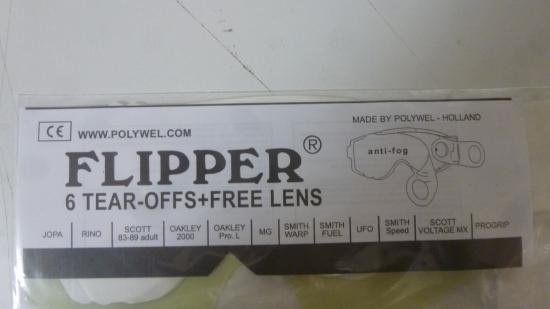 CE WWW.POLYWEL.COM
MADE BY POLYWEL - HOLLAND
FLIPPER®
anti-fog
6 TEAR-OFFS+FREE LENS
JOPA
RINO
SCOTT
83-89 adult
OAKLEY
2000
OAKLEY
Pro. L
MG
SMITH
WARP
SMITH
FUEL
UFO
SMITH
Speed
SCOTT
VOLTAGE MX
PROGRIP